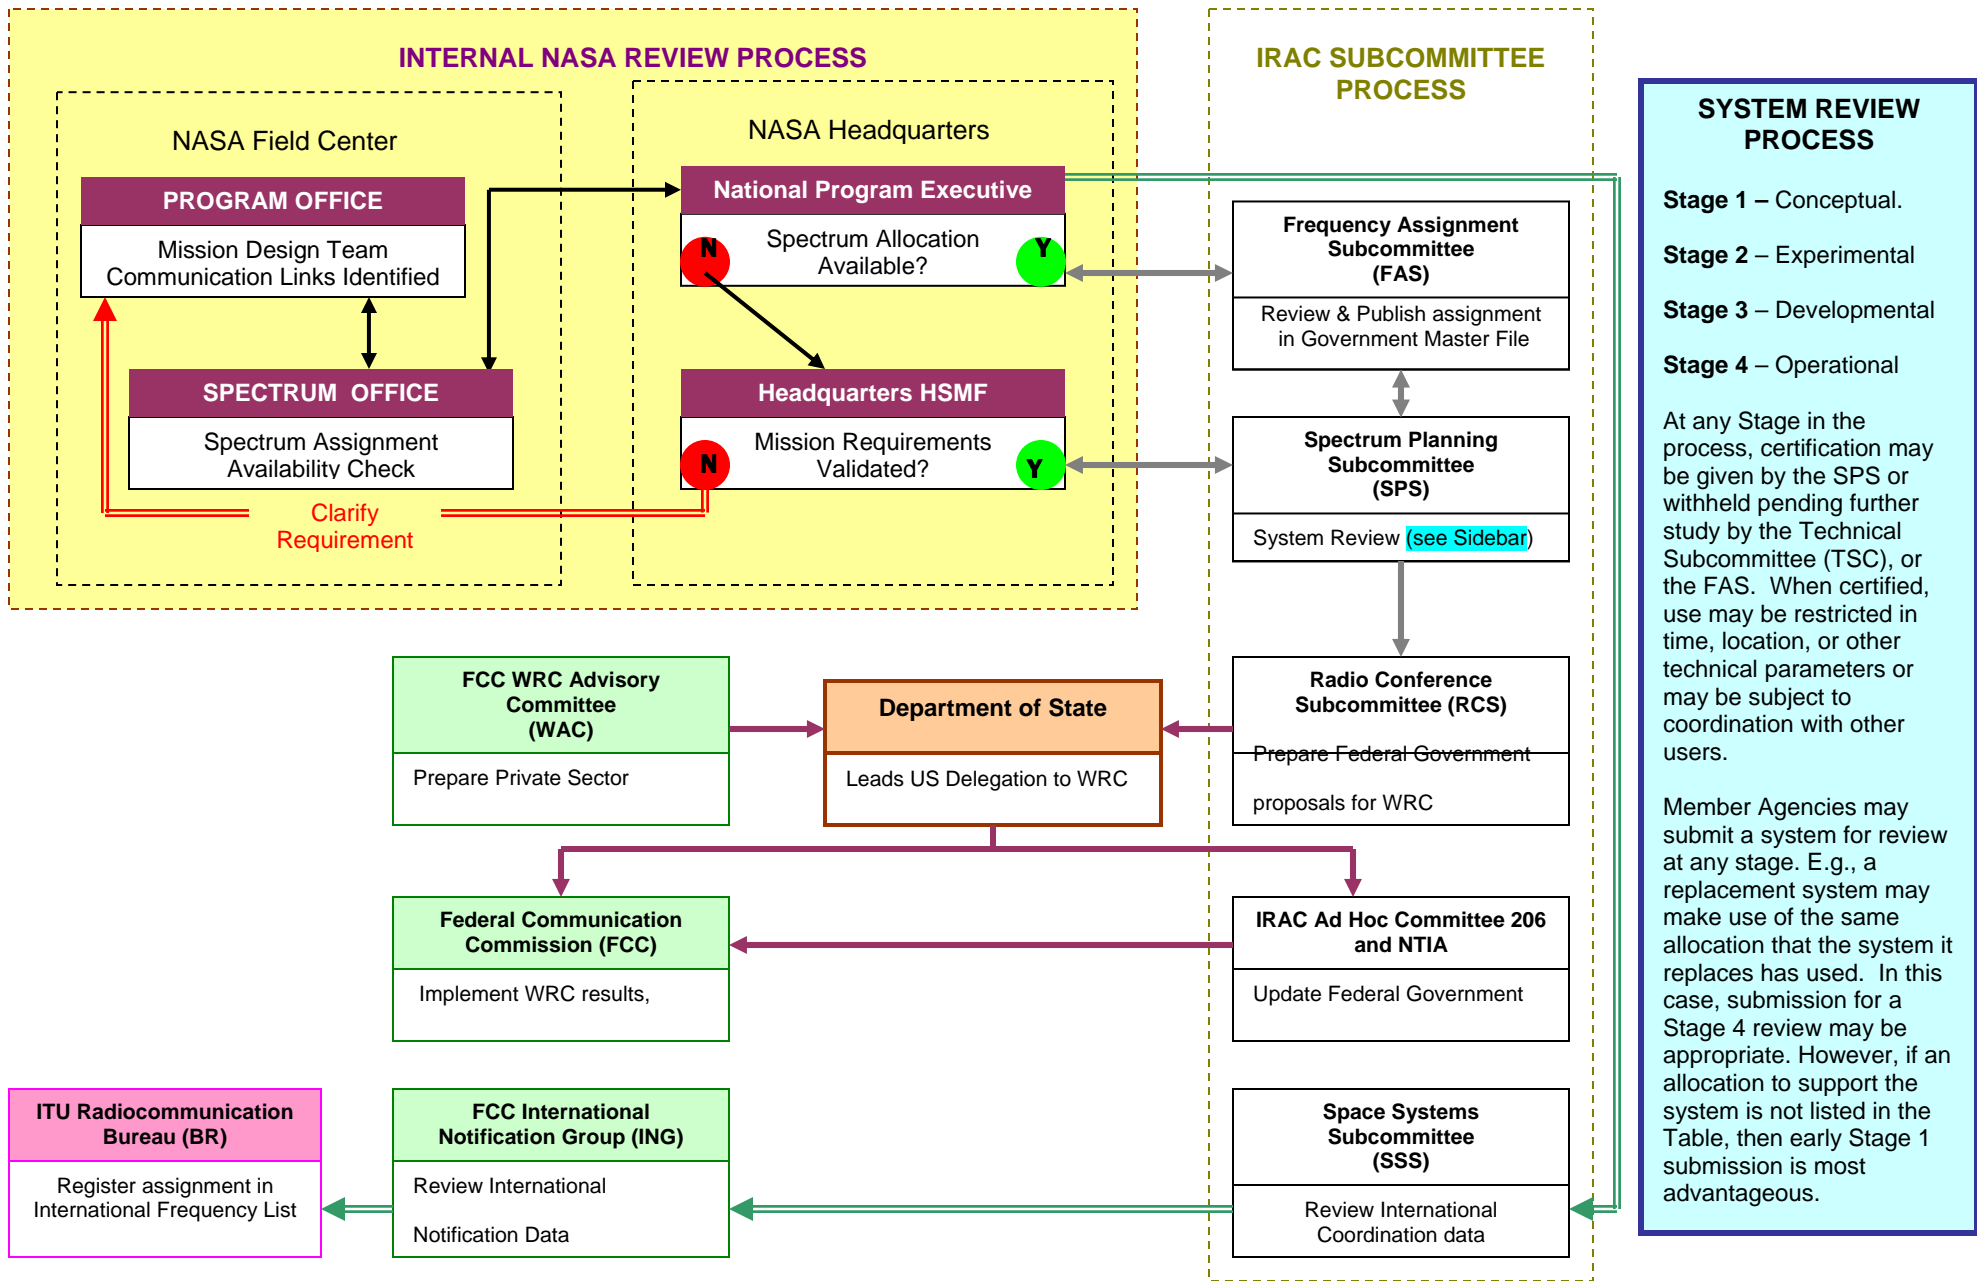 INTERNAL NASA REVIEW PROCESS
NASA Field Center
PROGRAM OFFICE
Mission Design Team
Communication Links Identified
SPECTRUM OFFICE
Spectrum Assignment
Availability Check
Clarify
Requirement
NASA Headquarters
National Program Executive
Spectrum Allocation
Available?
N
Y
Headquarters HSMF
Mission Requirements
Validated?
N
Y
IRAC SUBCOMMITTEE
PROCESS
Frequency Assignment
Subcommittee
(FAS)
Review & Publish assignment
in Government Master File
Spectrum Planning
Subcommittee
(SPS)
System Review (see Sidebar)
Radio Conference
Subcommittee (RCS)
Prepare Federal Government
proposals for WRC
FCC WRC Advisory
Committee
(WAC)
Prepare Private Sector
Department of State
Leads US Delegation to WRC
Federal Communication
Commission (FCC)
Implement WRC results,
IRAC Ad Hoc Committee 206
and NTIA
Update Federal Government
ITU Radiocommunication
Bureau (BR)
Register assignment in
International Frequency List
FCC International
Notification Group (ING)
Review International
Notification Data
Space Systems
Subcommittee
(SSS)
Review International
Coordination data
SYSTEM REVIEW
PROCESS
Stage 1 – Conceptual.
Stage 2 – Experimental
Stage 3 – Developmental
Stage 4 – Operational
At any Stage in the
process, certification may
be given by the SPS or
withheld pending further
study by the Technical
Subcommittee (TSC), or
the FAS. When certified,
use may be restricted in
time, location, or other
technical parameters or
may be subject to
coordination with other
users.
Member Agencies may
submit a system for review
at any stage. E.g., a
replacement system may
make use of the same
allocation that the system it
replaces has used. In this
case, submission for a
Stage 4 review may be
appropriate. However, if an
allocation to support the
system is not listed in the
Table, then early Stage 1
submission is most
advantageous.